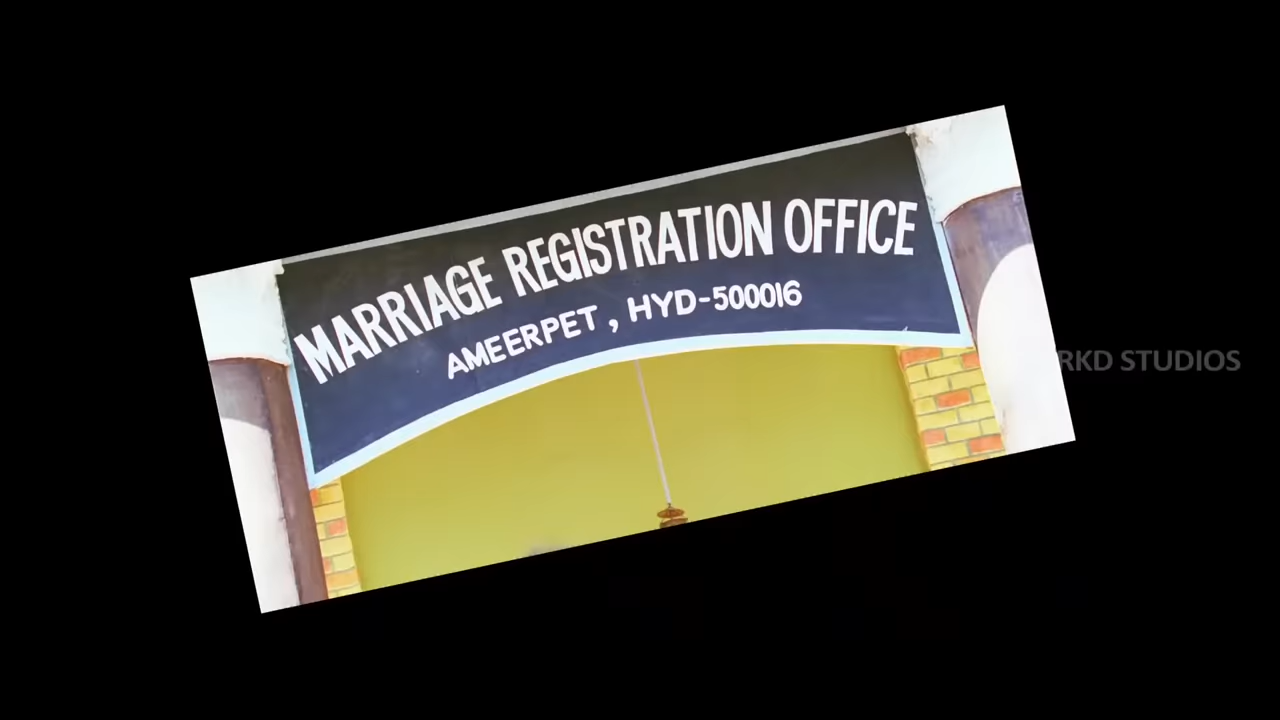 MARRIAGE REGISTRATION OFFICE
AMEERPET , HYD-500016
RKD STUDIOS